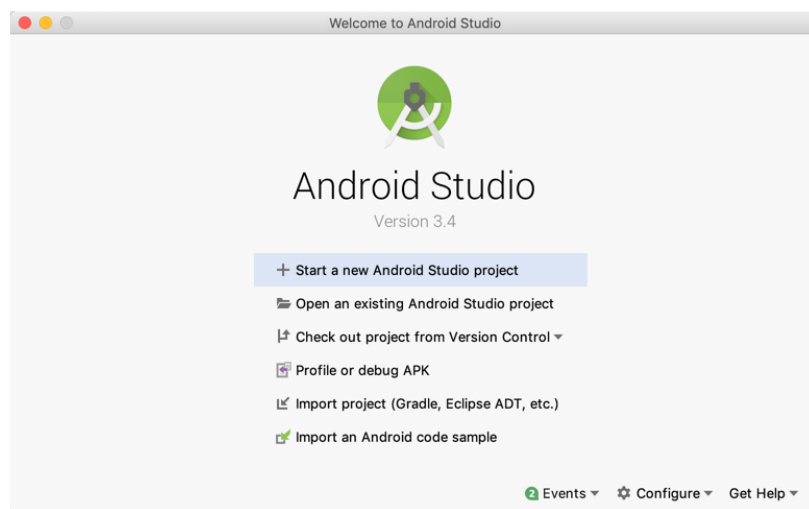 Welcome to Android Studio
Android Studio
Version 3.4
Start a new Android Studio project
Open an existing Android Studio project
Check out project from Version Control
Profile or debug APK
Import project (Gradle, Eclipse ADT, etc.)
Import an Android code sample
2 Events Configure Get Help